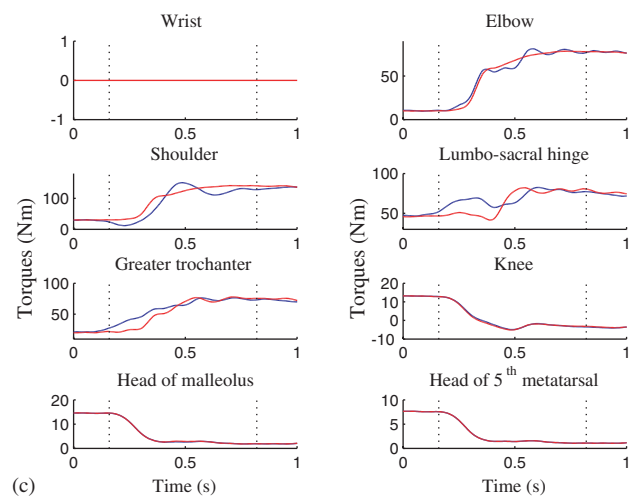 Wrist
1
0
-1
0 0.5 1
Elbow
50
0
0 0.5 1
Shoulder
100
0
0 0.5 1
Lumbo-sacral hinge
100
50
0
0 0.5 1
Greater trochanter
100
50
0 0.5 1
Knee
20
10
0
-10
0 0.5 1
Head of malleolus
20
10
0
0 0.5 1
Head of 5 th metatarsal
10
5
0
0 0.5 1
Torques (Nm)
Torques (Nm)
Time (s)
Time (s)
(c)